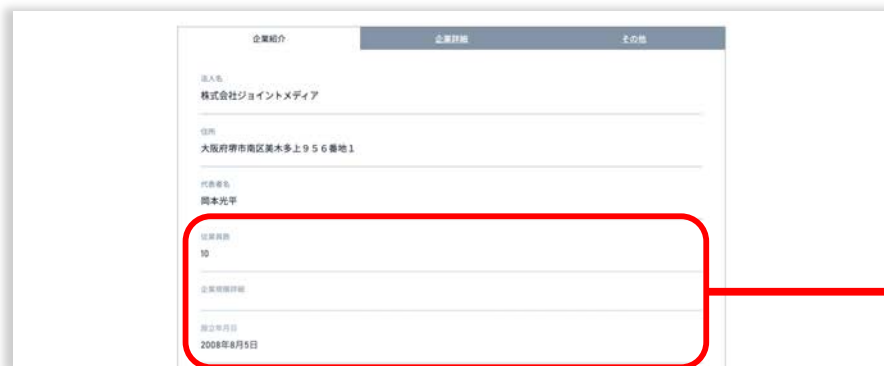 企業紹介
企業詳細
その他
法人名
株式会社ジョイントメディア
住所
大阪府堺市南区美木多上９５６番地１
代表者名
岡本光平
従業員数
10
企業規模詳細
設立年月日
2008年8月5日